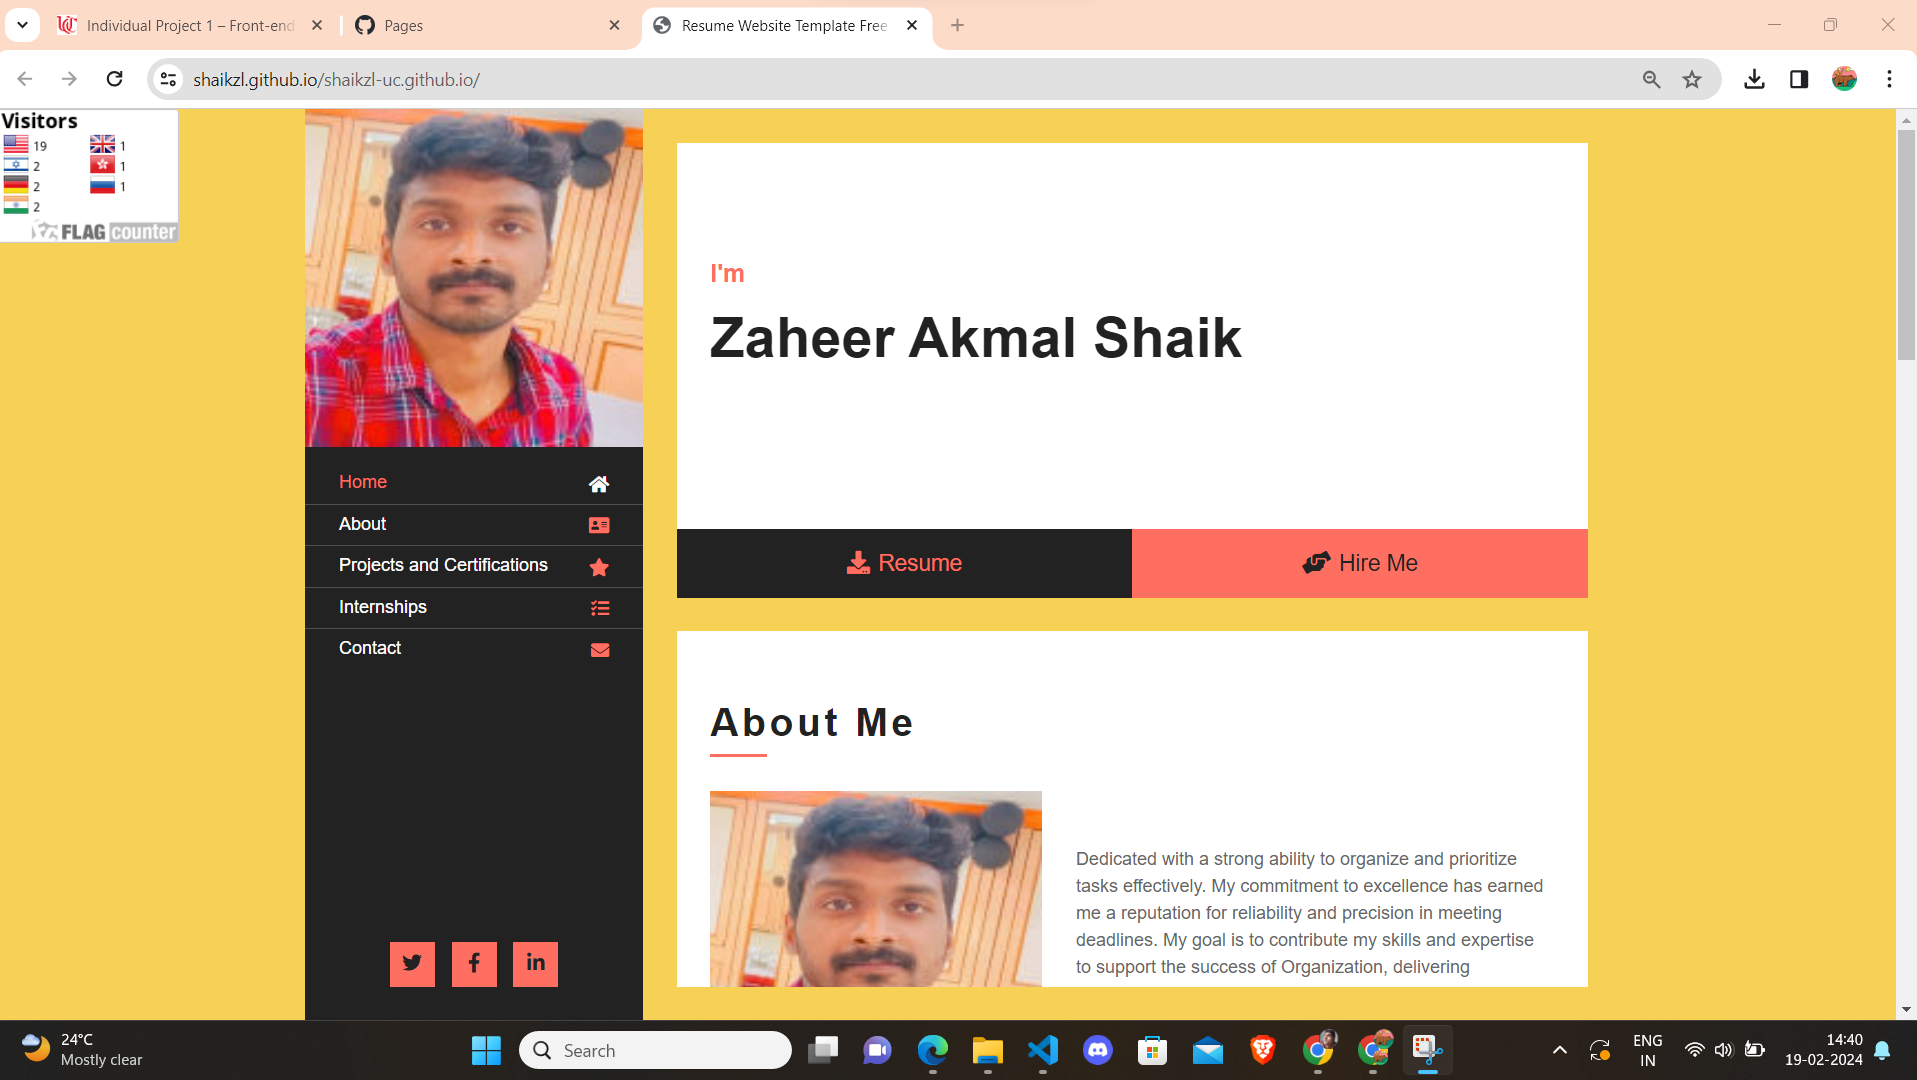 Individual Project 1 – Front-end
Pages
Resume Website Template Free
shaikzl.github.io/shaikzl-uc.github.io/
Visitors
19 1
2 1
2 1
2
FLAG counter
Home
About
Projects and Certifications
Internships
Contact
I'm
Zaheer Akmal Shaik
Resume
Hire Me
About Me
Dedicated with a strong ability to organize and prioritize
tasks effectively. My commitment to excellence has earned
me a reputation for reliability and precision in meeting
deadlines. My goal is to contribute my skills and expertise
to support the success of Organization, delivering
24°C
Mostly clear
Search
ENG
IN
14:40
19-02-2024